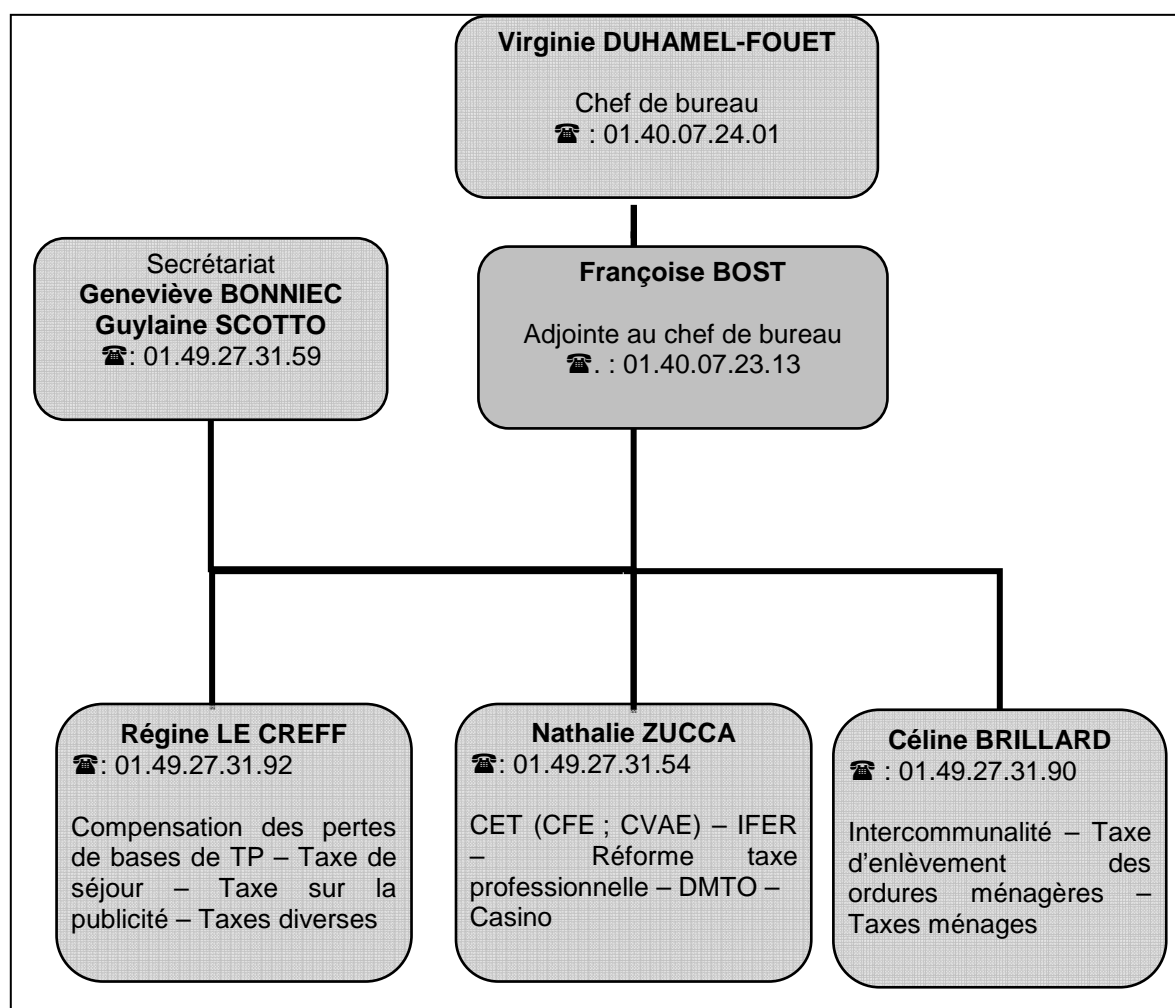 Virginie DUHAMEL-FOUET
Chef de bureau
☎ : 01.40.07.24.01
Secrétariat
Geneviève BONNIEC
Guylaine SCOTTO
☎: 01.49.27.31.59
Françoise BOST
Adjointe au chef de bureau
☎. : 01.40.07.23.13
Régine LE CREFF
☎: 01.49.27.31.92
Compensation des pertes
de bases de TP – Taxe de
séjour – Taxe sur la
publicité – Taxes diverses
Nathalie ZUCCA
☎: 01.49.27.31.54
CET (CFE ; CVAE) – IFER
– Réforme taxe
professionnelle – DMTO –
Casino
Céline BRILLARD
☎ : 01.49.27.31.90
Intercommunalité – Taxe
d'enlèvement des
ordures ménagères –
Taxes ménages